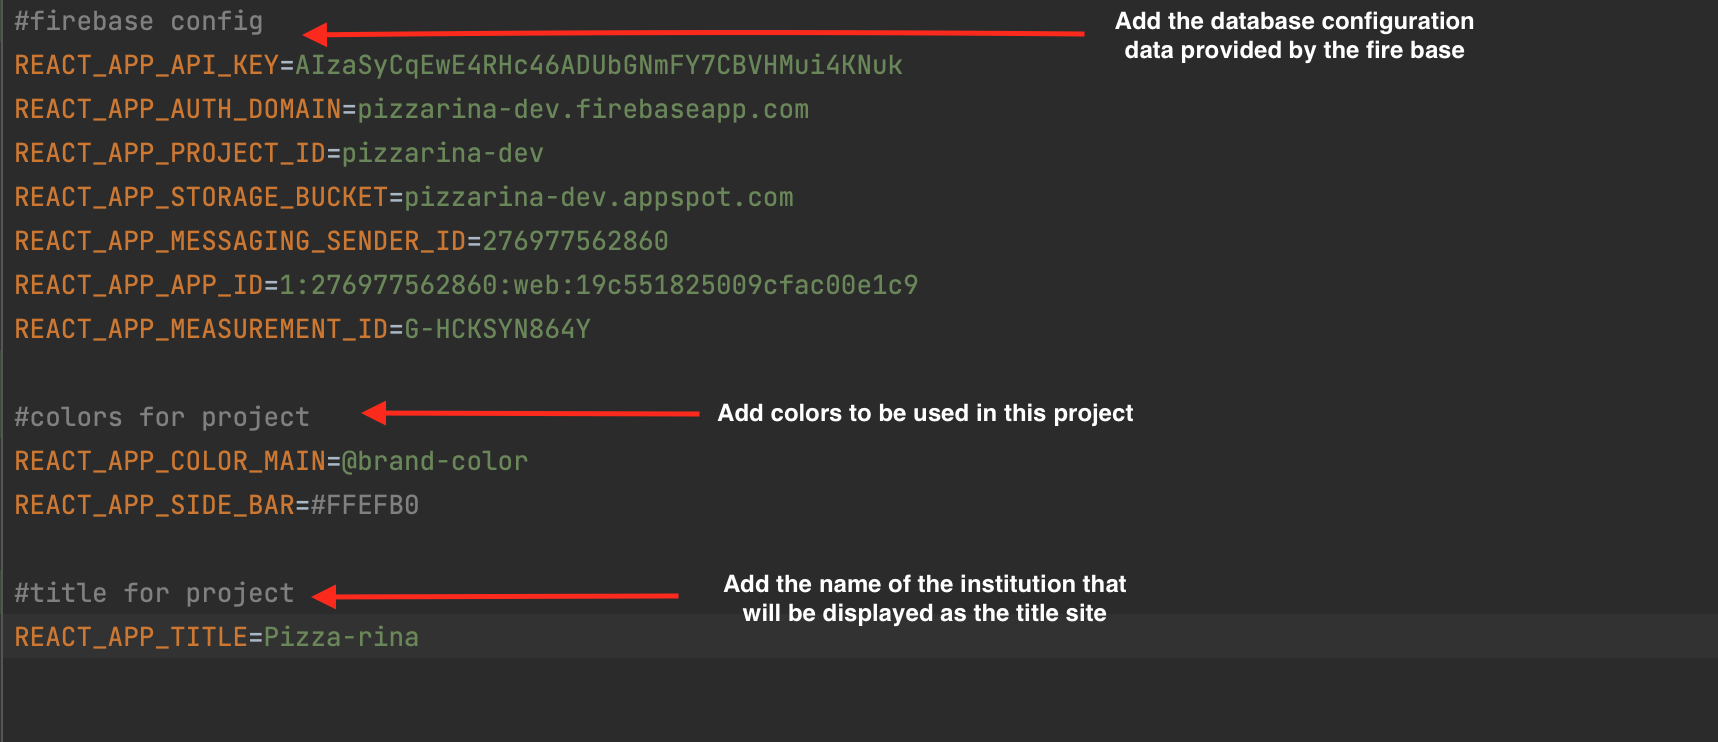 #firebase config
Add the database configuration
data provided by the fire base
REACT_APP_API_KEY=AIzaSyCqEwE4RHc46ADUbGNmFY7CBVHMui4KNuk
REACT_APP_AUTH_DOMAIN=pizzarina-dev.firebaseapp.com
REACT_APP_PROJECT_ID=pizzarina-dev
REACT_APP_STORAGE_BUCKET=pizzarina-dev.appspot.com
REACT_APP_MESSAGING_SENDER_ID=276977562860
REACT_APP_APP_ID=1:276977562860:web:19c551825009cfac00e1c9
REACT_APP_MEASUREMENT_ID=G-HCKSYN864Y
#colors for project
Add colors to be used in this project
REACT_APP_COLOR_MAIN=@brand-color
REACT_APP_SIDE_BAR=#FFEFB0
#title for project
Add the name of the institution that
will be displayed as the title site
REACT_APP_TITLE=Pizza-rina